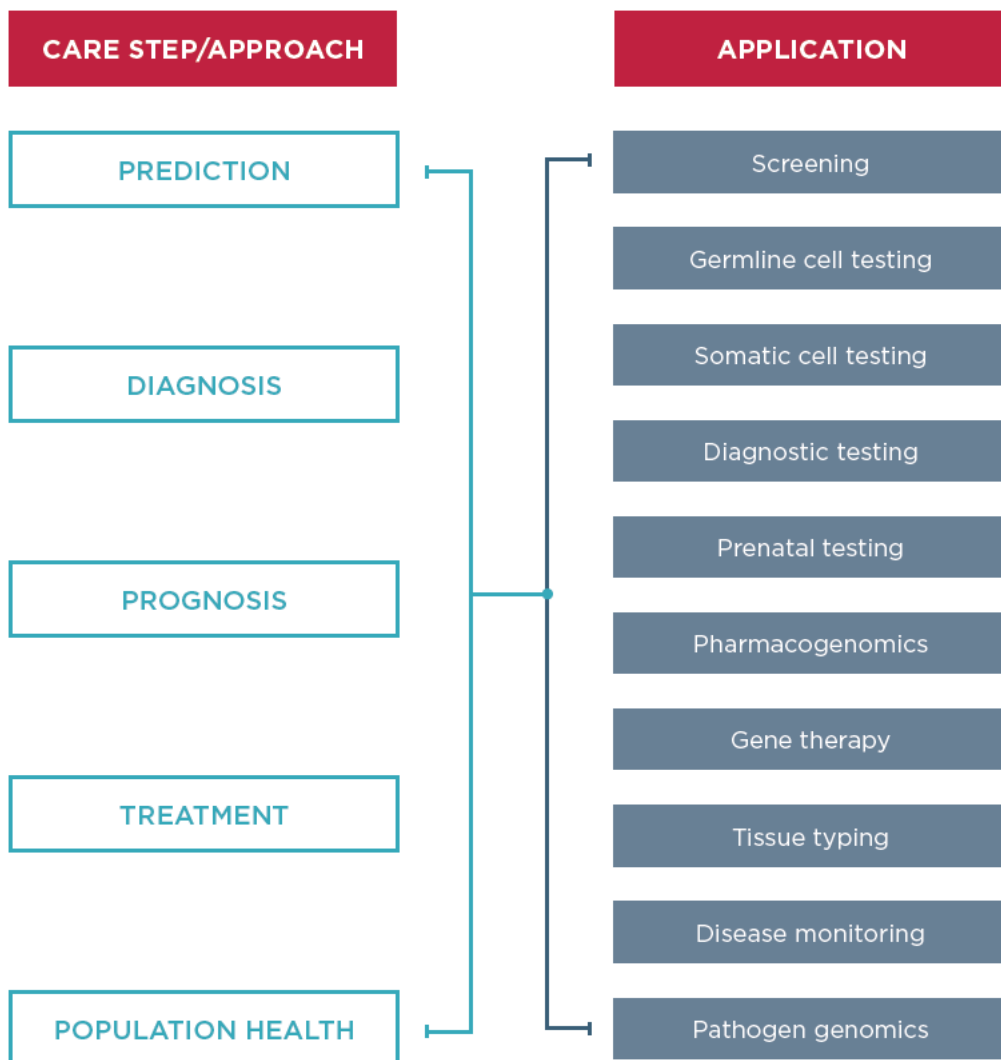 CARE STEP/APPROACH
PREDICTION
DIAGNOSIS
PROGNOSIS
TREATMENT
POPULATION HEALTH
APPLICATION
Screening
Germline cell testing
Somatic cell testing
Diagnostic testing
Prenatal testing
Pharmacogenomics
Gene therapy
Tissue typing
Disease monitoring
Pathogen genomics